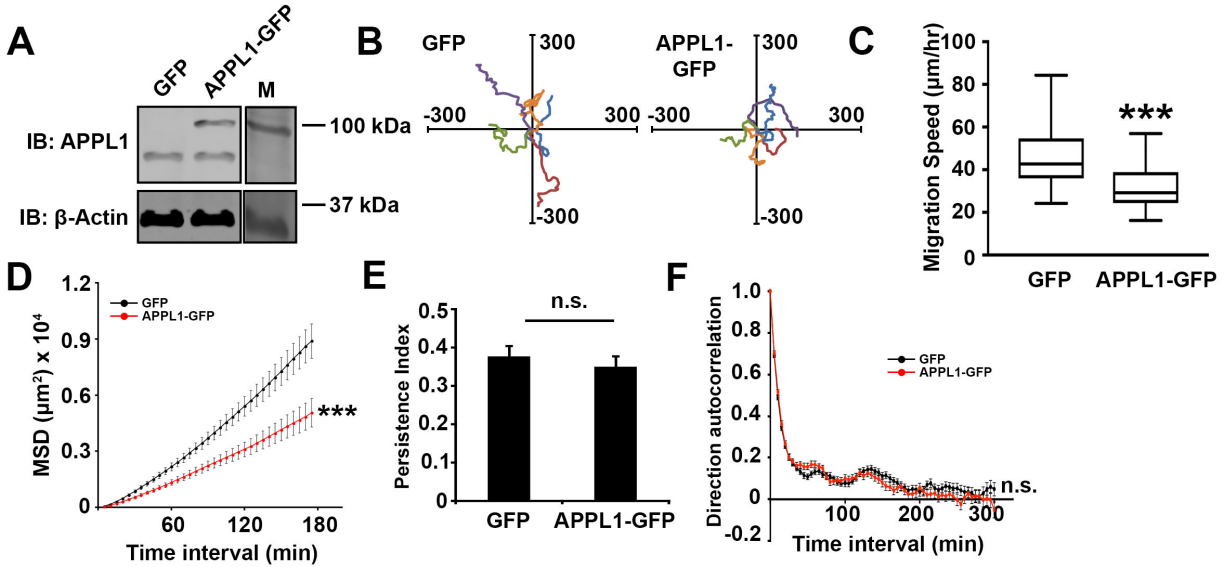 A
GFP
APPL1-GFP
M
IB: APPL1
100 kDa
IB: β-Actin
37 kDa
B
GFP
300
-300
300
-300
APPL1-
GFP
300
-300
300
-300
C
Migration Speed (μm/hr)
100
80
60
40
20
0
***
GFP
APPL1-GFP
D
MSD (μm²) x 10⁴
1.2
0.9
0.6
0.3
0
GFP
APPL1-GFP
***
60
120
180
Time interval (min)
E
Persistence Index
0.5
0.4
0.3
0.2
0.1
0
n.s.
GFP
APPL1-GFP
F
Direction autocorrelation
1.0
0.8
0.6
0.4
0.2
0
-0.2
GFP
APPL1-GFP
n.s.
100
200
300
Time interval (min)